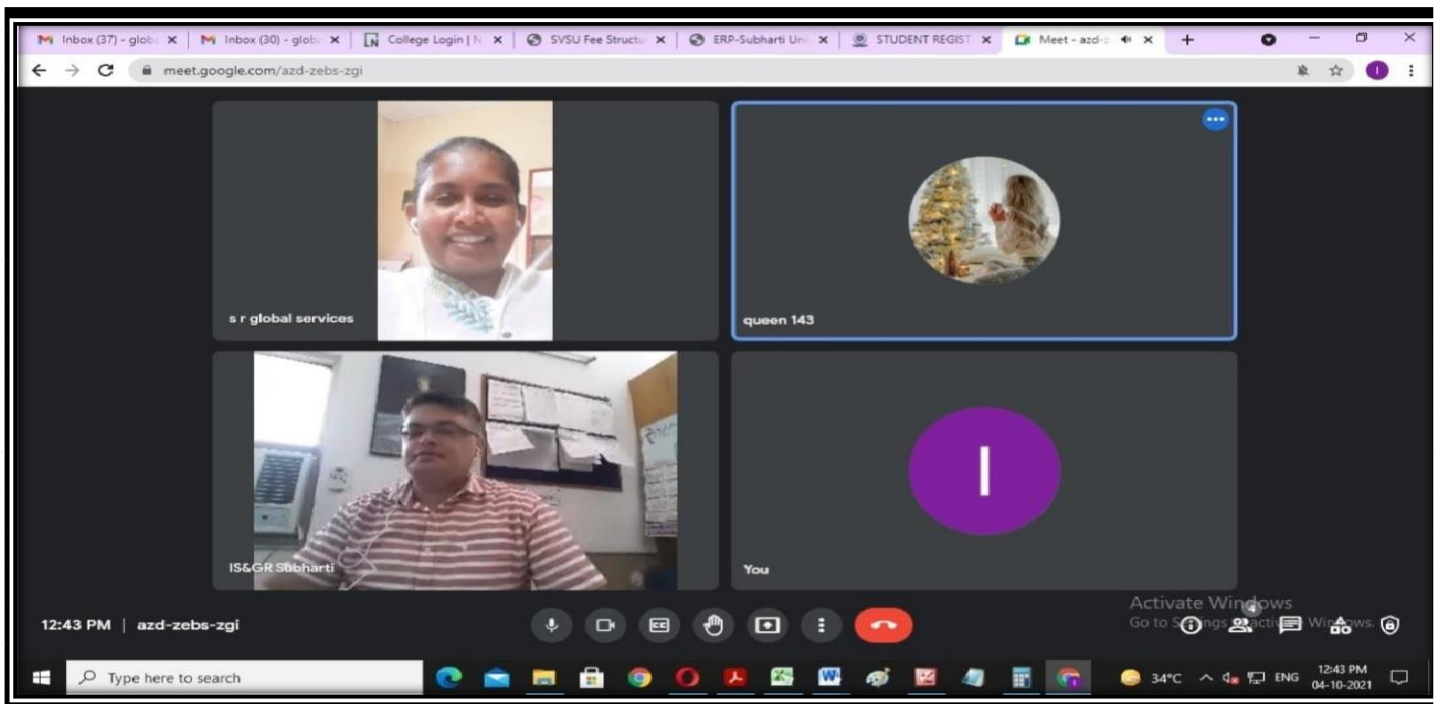 Inbox (37) - glob
Inbox (30) - glob
College Login | N
SVSU Fee Structu
ERP-Subharti Uni
STUDENT REGIST
Meet - azd-z
meet.google.com/azd-zebs-zgi
I
s r global services
queen 143
IS&GR Subharti
I
You
Activate Windows
Go to Settings to activate Windows.
4
12:43 PM | azd-zebs-zgi
CC
Type here to search
34°C
ENG
12:43 PM
04-10-2021